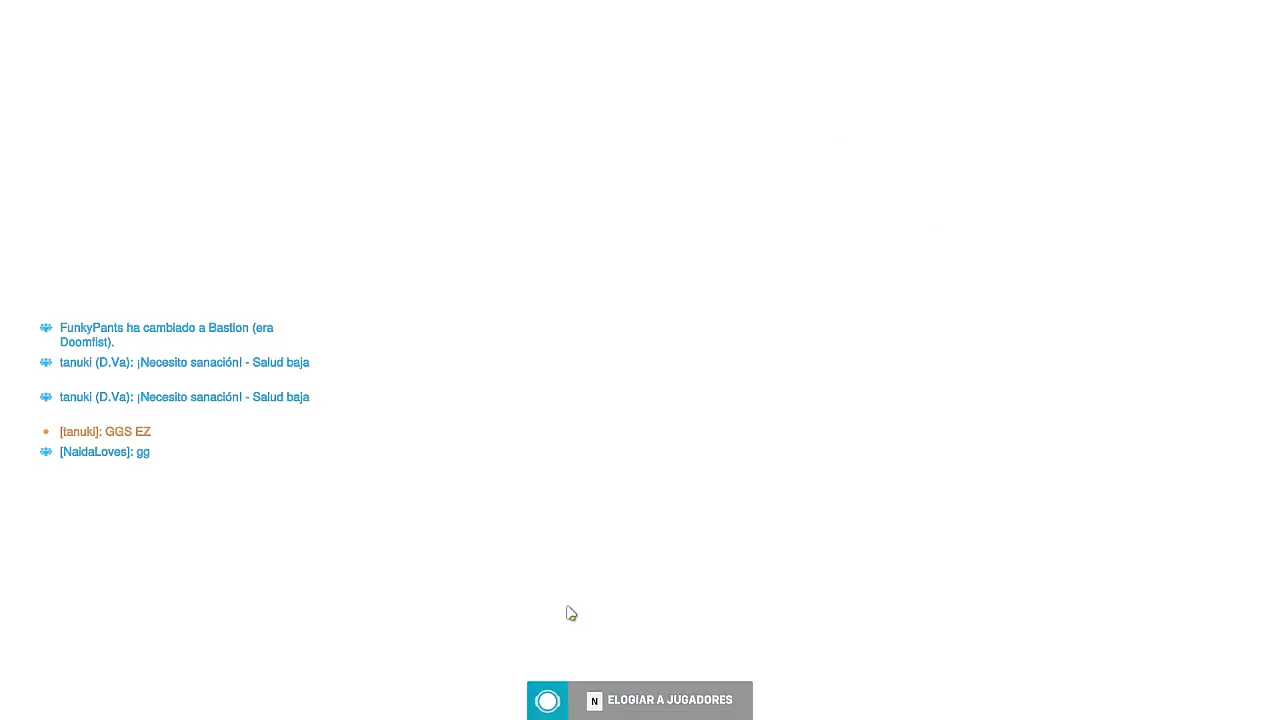 FunkyPants ha cambiado a Bastion (era
Doomfist).
tanuki (D.Va): ¡Necesito sanación! - Salud baja
tanuki (D.Va): ¡Necesito sanación! - Salud baja
[tanuki]: GGS EZ
[NaidaLoves]: gg
N ELOGIAR A JUGADORES